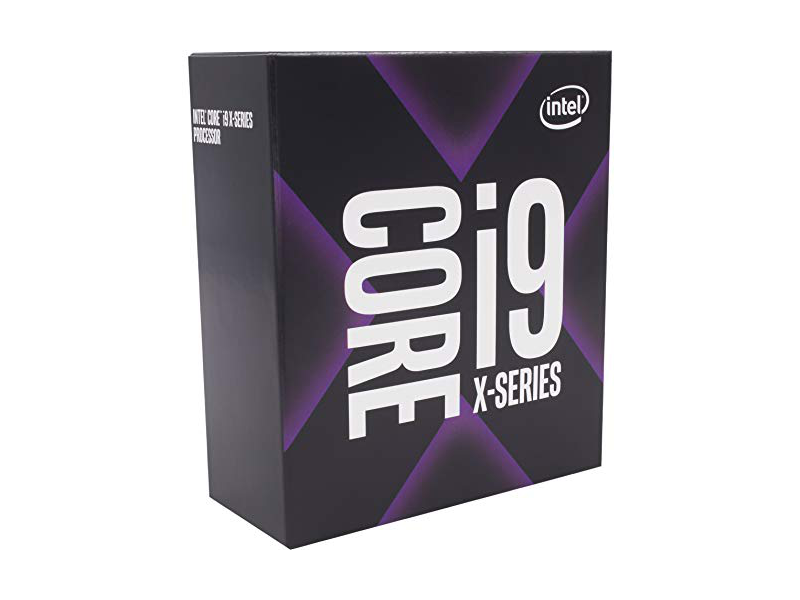 INTEL® CORE™ i9 X-SERIES
PROCESSOR
intel
CORE i9
X-SERIES